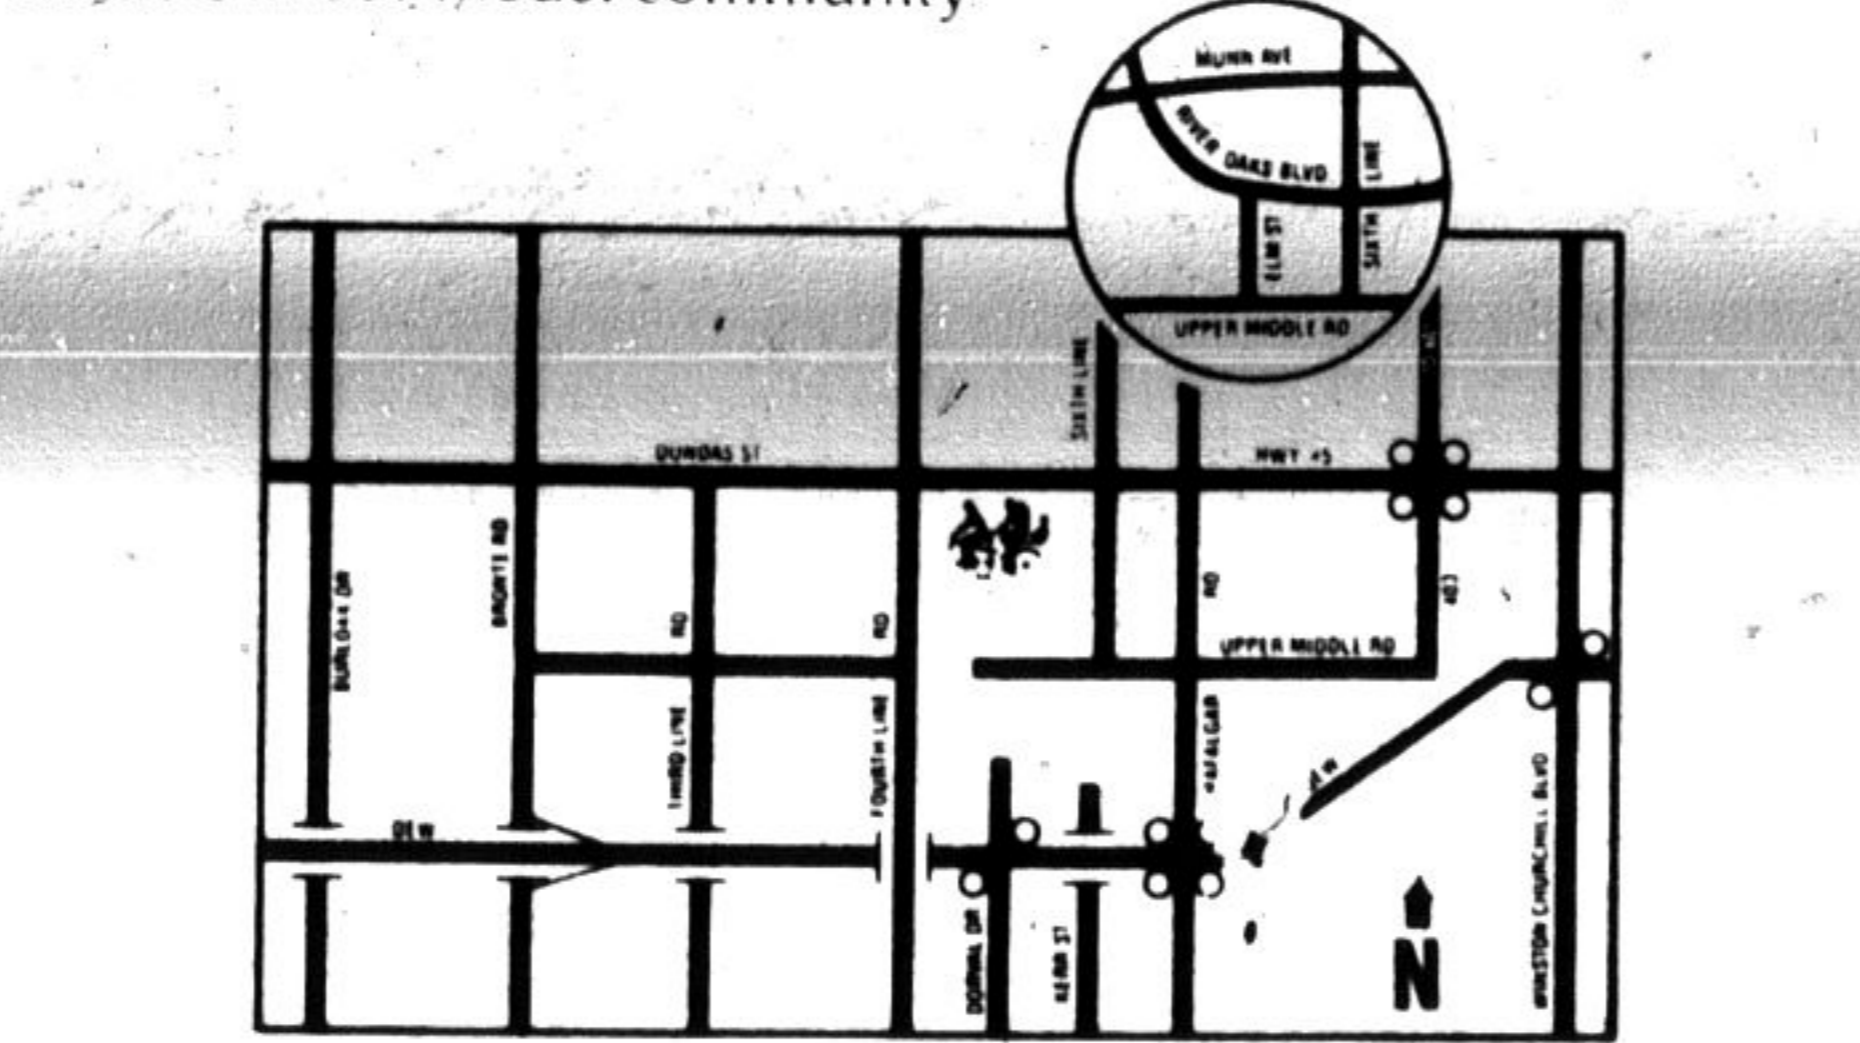 community
MUNN AVE
RIVER OAKS BLVD
SIXTH LINE
ELM ST
UPPER MIDDLE RD
SIXTH LINE
DUNDAS ST
HWY #5
BURLOAK DR
BRONTE RD
RD
RD
RD
403
UPPER MIDDLE RD
THIRD LINE
FOURTH LINE
QEW
QEW
DORVAL DR
KERR ST
WINSTON CHURCHILL BLVD
N